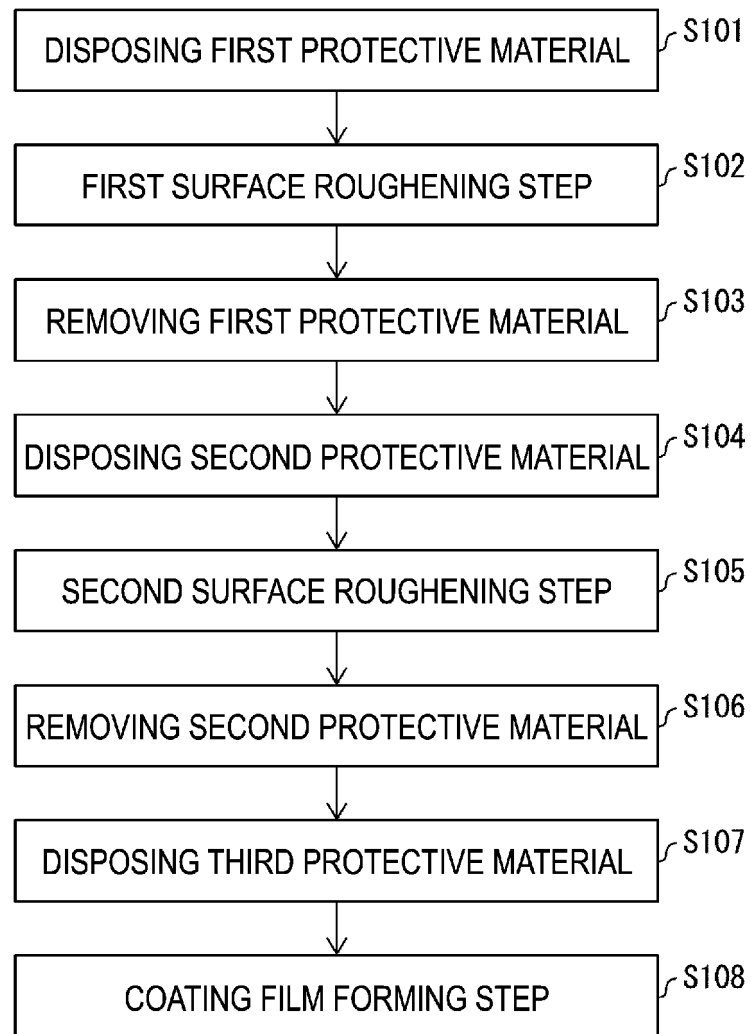 DISPOSING FIRST PROTECTIVE MATERIAL S101
FIRST SURFACE ROUGHENING STEP S102
REMOVING FIRST PROTECTIVE MATERIAL S103
DISPOSING SECOND PROTECTIVE MATERIAL S104
SECOND SURFACE ROUGHENING STEP S105
REMOVING SECOND PROTECTIVE MATERIAL S106
DISPOSING THIRD PROTECTIVE MATERIAL S107
COATING FILM FORMING STEP S108